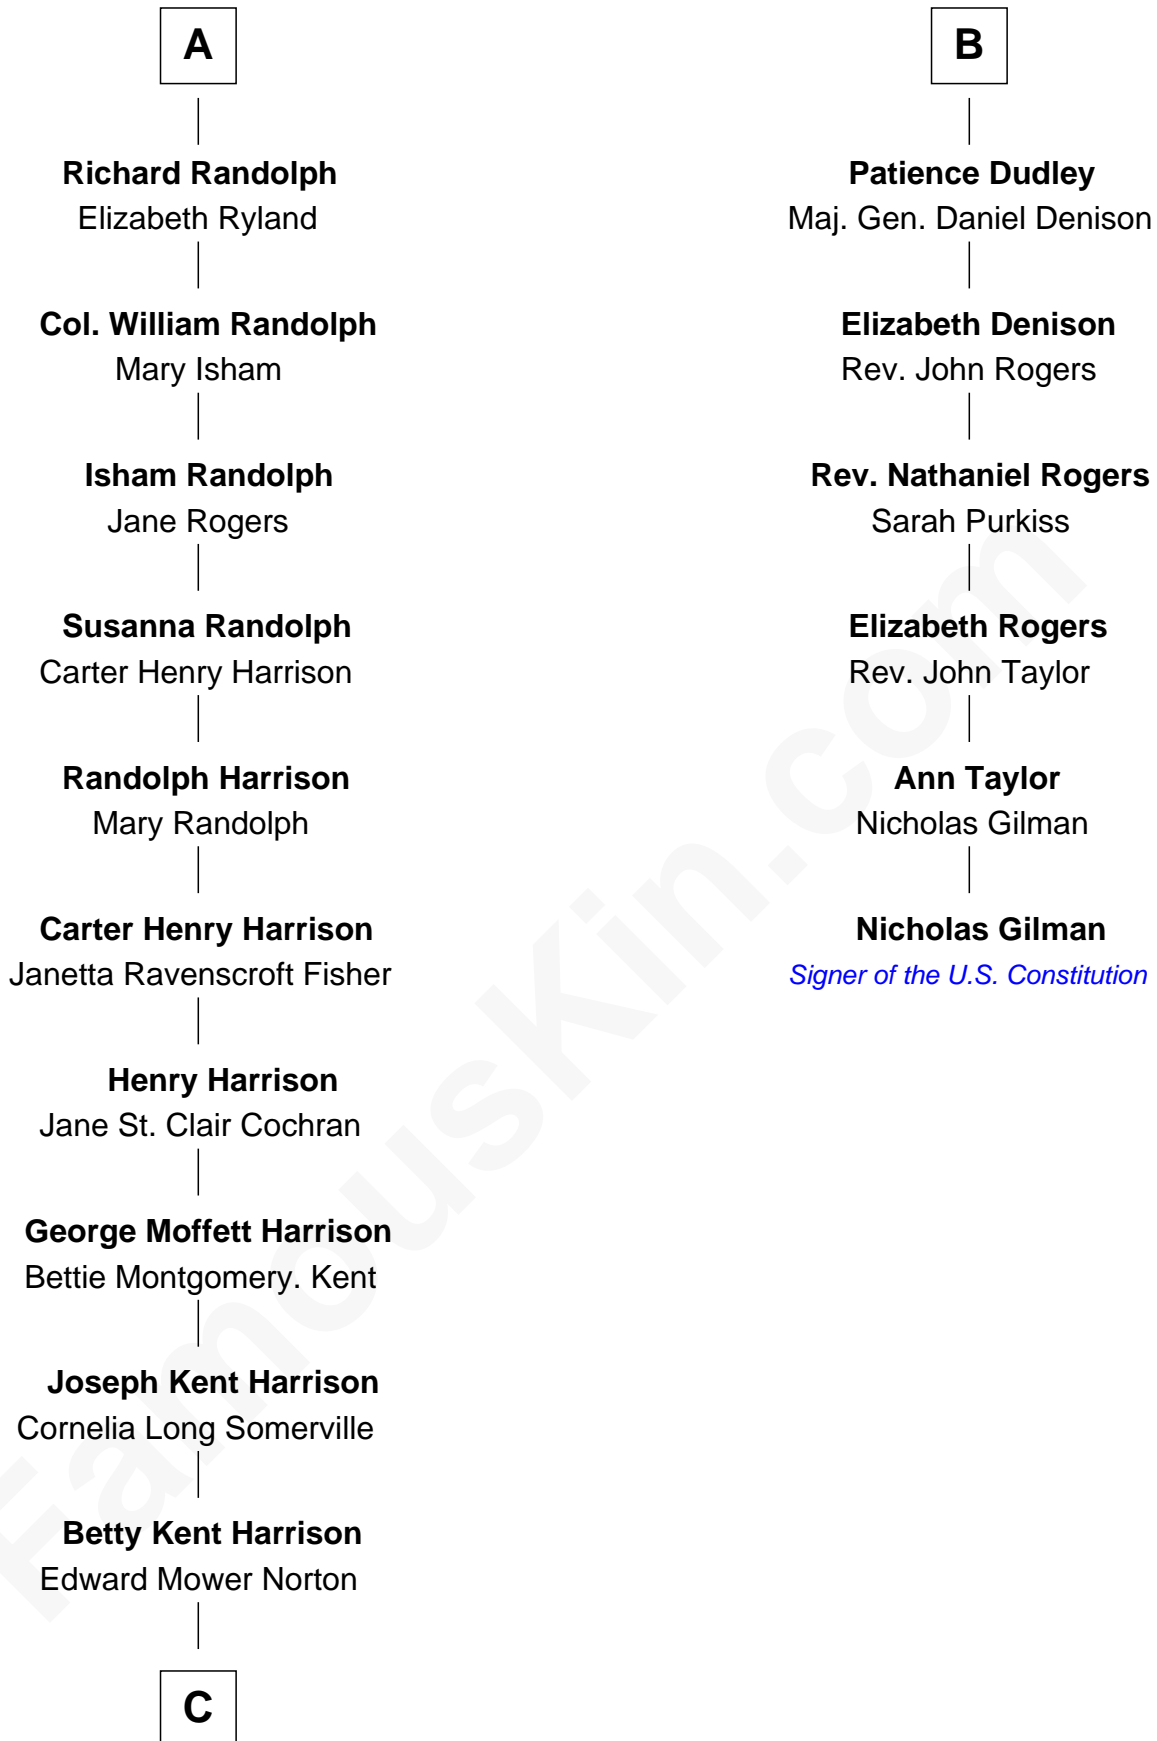 A
Richard Randolph
Elizabeth Ryland
Col. William Randolph
Mary Isham
Isham Randolph
Jane Rogers
Susanna Randolph
Carter Henry Harrison
Randolph Harrison
Mary Randolph
Carter Henry Harrison
Janetta Ravenscroft Fisher
Henry Harrison
Jane St. Clair Cochran
George Moffett Harrison
Bettie Montgomery. Kent
Joseph Kent Harrison
Cornelia Long Somerville
Betty Kent Harrison
Edward Mower Norton
C
B
Patience Dudley
Maj. Gen. Daniel Denison
Elizabeth Denison
Rev. John Rogers
Rev. Nathaniel Rogers
Sarah Purkiss
Elizabeth Rogers
Rev. John Taylor
Ann Taylor
Nicholas Gilman
Nicholas Gilman
Signer of the U.S. Constitution
FamousKin.com